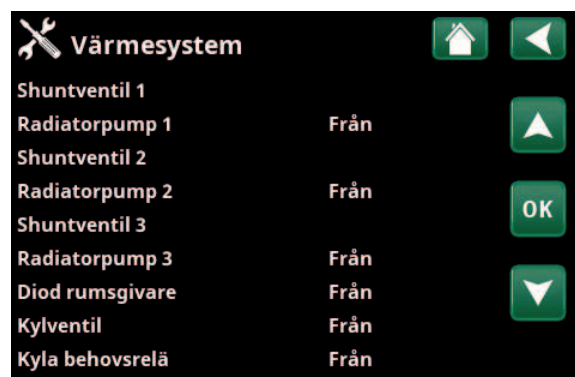 Värmesystem
Shuntventil 1
Radiatorpump 1 Från
Shuntventil 2
Radiatorpump 2 Från
OK
Shuntventil 3
Radiatorpump 3 Från
Diod rumsgivare Från
Kylventil Från
Kyla behovsrelä Från